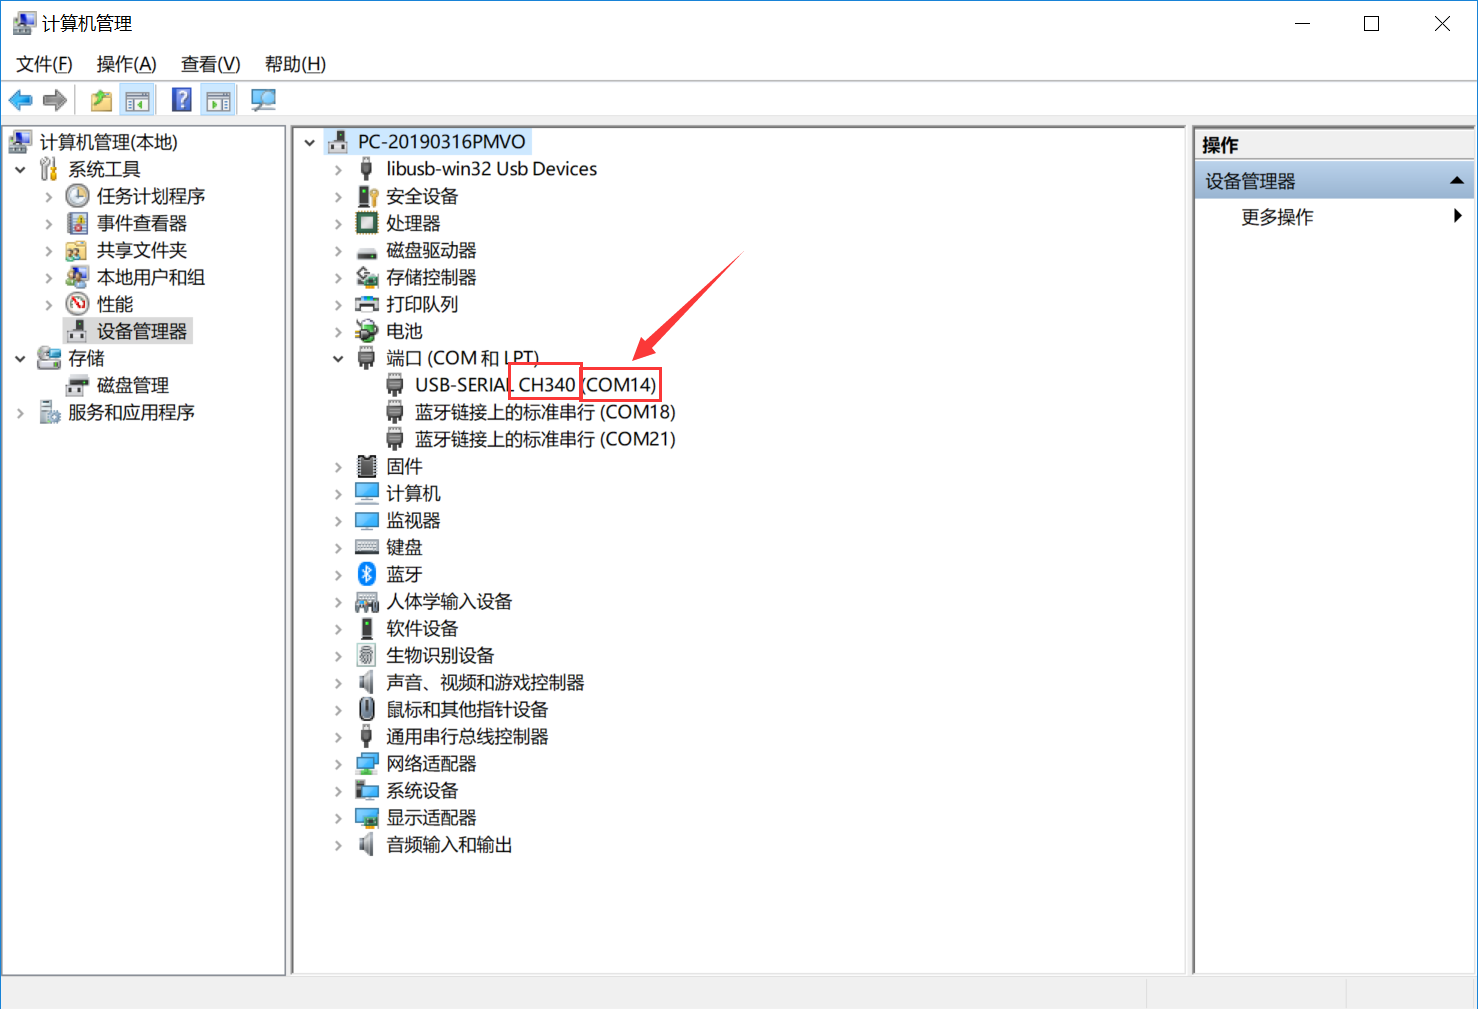 计算机管理
文件(F) 操作(A) 查看(V) 帮助(H)
计算机管理(本地)
系统工具
任务计划程序
事件查看器
共享文件夹
本地用户和组
性能
设备管理器
存储
磁盘管理
服务和应用程序
PC-20190316PMVO
libusb-win32 Usb Devices
安全设备
处理器
磁盘驱动器
存储控制器
打印队列
电池
端口 (COM 和 LPT)
USB-SERIAL CH340 (COM14)
蓝牙链接上的标准串行 (COM18)
蓝牙链接上的标准串行 (COM21)
固件
计算机
监视器
键盘
蓝牙
人体学输入设备
软件设备
生物识别设备
声音、视频和游戏控制器
鼠标和其他指针设备
通用串行总线控制器
网络适配器
系统设备
显示适配器
音频输入和输出
操作
设备管理器
更多操作